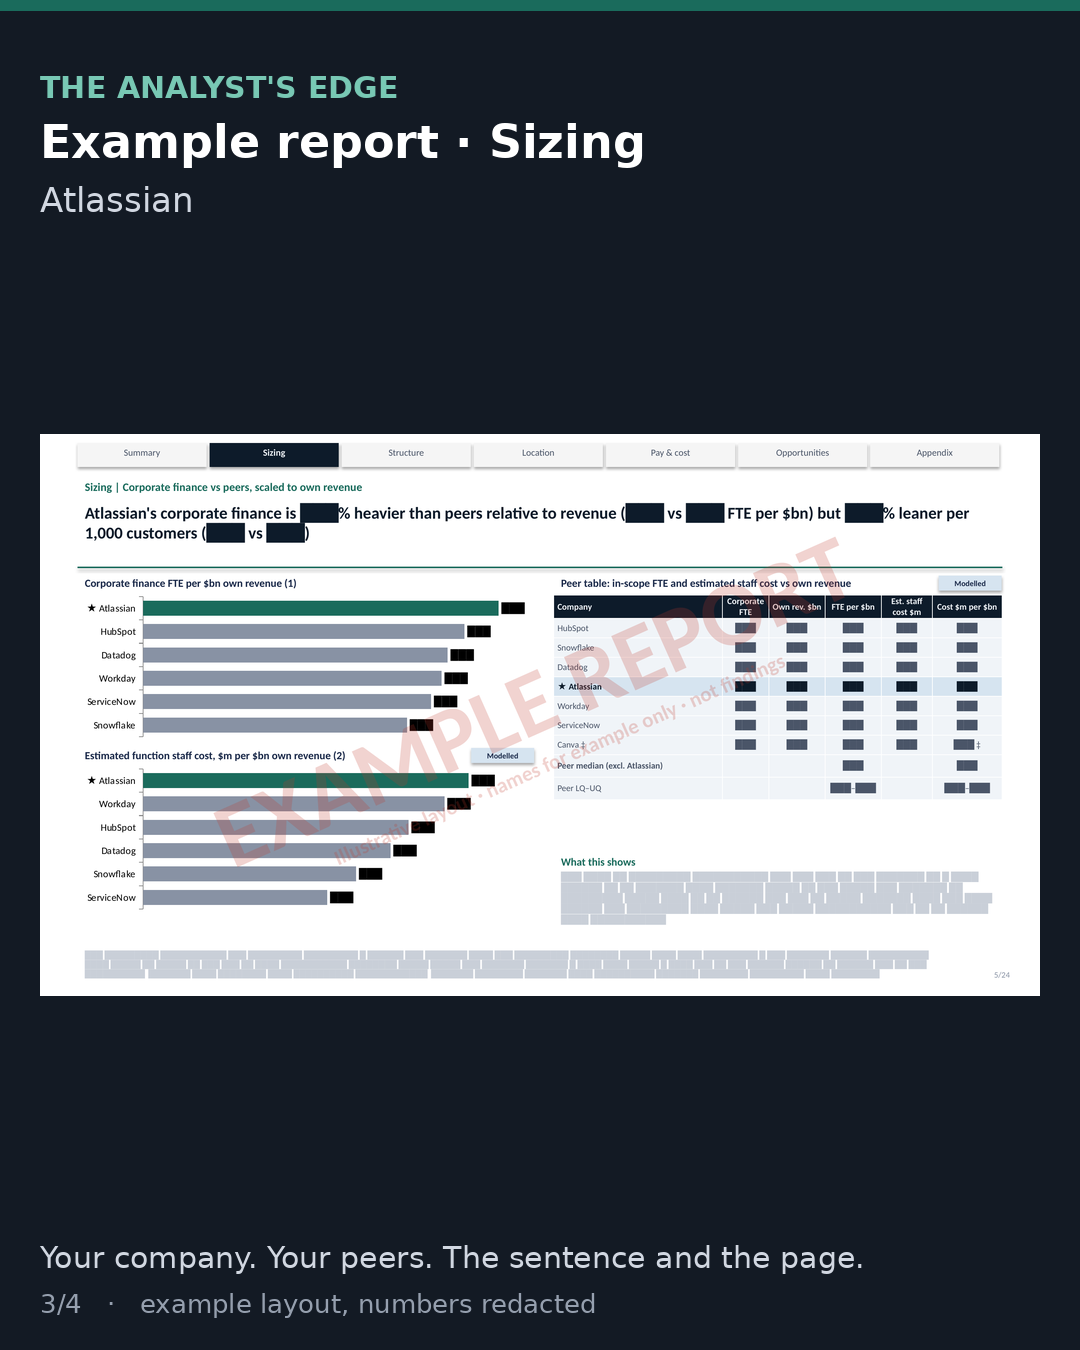 THE ANALYST'S EDGE
Example report · Sizing
Atlassian
Summary
Sizing
Structure
Location
Pay & cost
Opportunities
Appendix
Sizing | Corporate finance vs peers, scaled to own revenue
Atlassian's corporate finance is % heavier than peers relative to revenue ( vs FTE per $bn) but % leaner per
1,000 customers ( vs )
Corporate finance FTE per $bn own revenue (1)
★ Atlassian
HubSpot
Datadog
Workday
ServiceNow
Snowflake
Estimated function staff cost, $m per $bn own revenue (2)
Modelled
★ Atlassian
Workday
HubSpot
Datadog
Snowflake
ServiceNow
Peer table: in-scope FTE and estimated staff cost vs own revenue
Modelled
Company
Corporate FTE
Own rev. $bn
FTE per $bn
Est. staff cost $m
Cost $m per $bn
HubSpot
Snowflake
Datadog
★ Atlassian
Workday
ServiceNow
Canva ‡ ‡
Peer median (excl. Atlassian)
Peer LQ–UQ – –
What this shows
EXAMPLE REPORT
Illustrative layout · names for example only · not findings
5/24
Your company. Your peers. The sentence and the page.
3/4 · example layout, numbers redacted